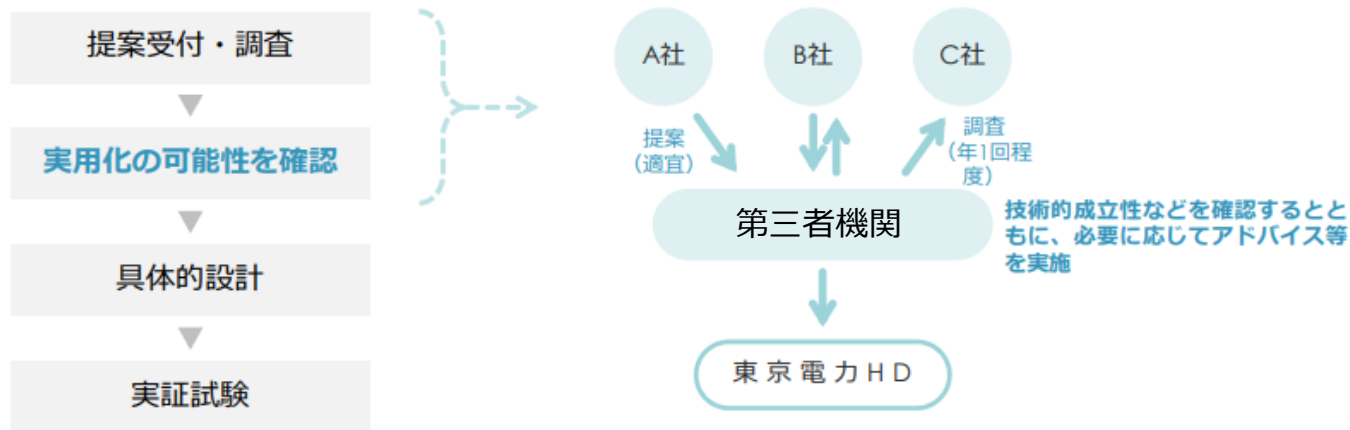 提案受付・調査
実用化の可能性を確認
具体的設計
実証試験
A社
B社
C社
提案
（適宜）
調査
（年1回程
度）
第三者機関
技術的成立性などを確認するとと
もに、必要に応じてアドバイス等
を実施
東京電力HD